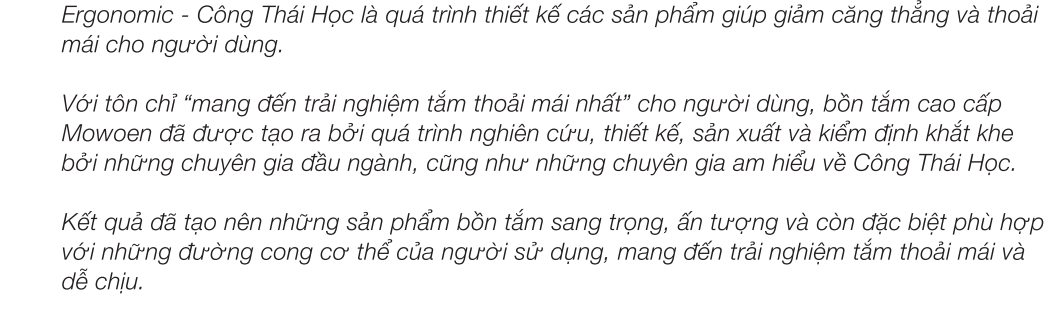 Ergonomic - Công Thái Học là quá trình thiết kế các sản phẩm giúp giảm căng thẳng và thoải
mái cho người dùng.
Với tôn chỉ “mang đến trải nghiệm tắm thoải mái nhất” cho người dùng, bồn tắm cao cấp
Mowoen đã được tạo ra bởi quá trình nghiên cứu, thiết kế, sản xuất và kiểm định khắt khe
bởi những chuyên gia đầu ngành, cũng như những chuyên gia am hiểu về Công Thái Học.
Kết quả đã tạo nên những sản phẩm bồn tắm sang trọng, ấn tượng và còn đặc biệt phù hợp
với những đường cong cơ thể của người sử dụng, mang đến trải nghiệm tắm thoải mái và
dễ chịu.